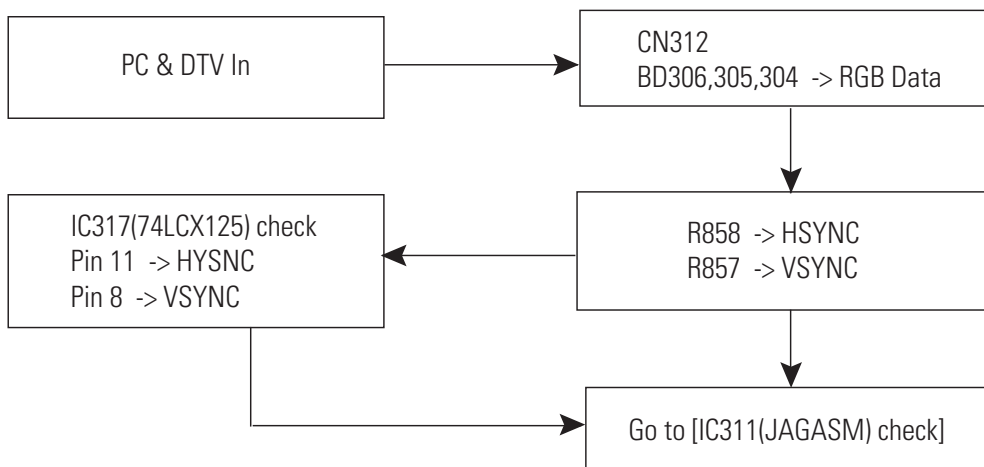 PC & DTV In
CN312
BD306,305,304 -> RGB Data
R858 -> HSYNC
R857 -> VSYNC
IC317(74LCX125) check
Pin 11 -> HYSNC
Pin 8 -> VSYNC
Go to [IC311(JAGASM) check]